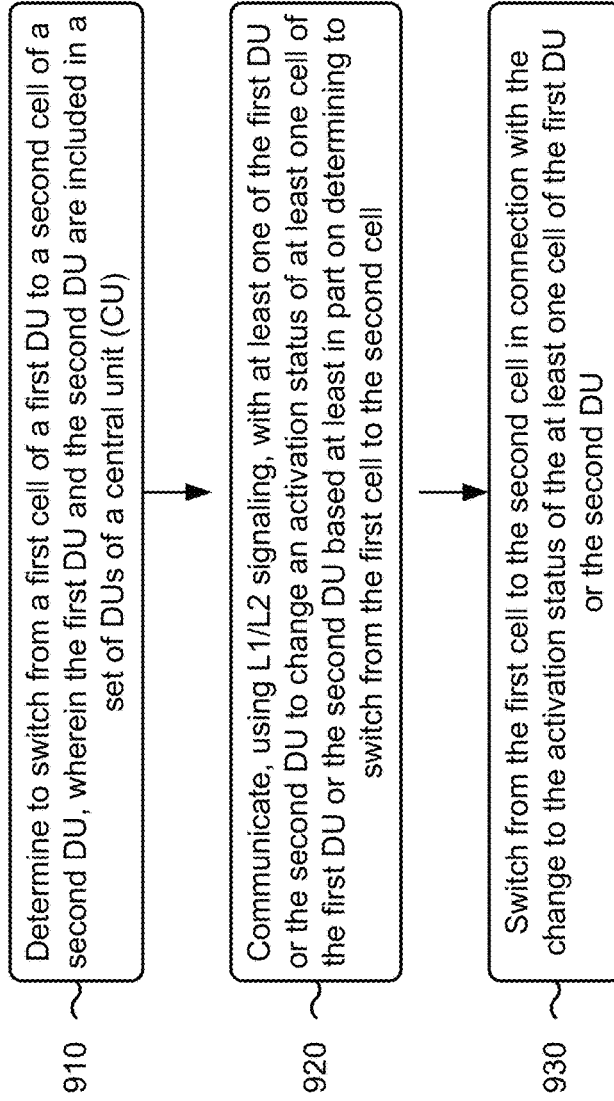 910
Determine to switch from a first cell of a first DU to a second cell of a
second DU, wherein the first DU and the second DU are included in a
set of DUs of a central unit (CU)
920
Communicate, using L1/L2 signaling, with at least one of the first DU
or the second DU to change an activation status of at least one cell of
the first DU or the second DU based at least in part on determining to
switch from the first cell to the second cell
930
Switch from the first cell to the second cell in connection with the
change to the activation status of the at least one cell of the first DU
or the second DU